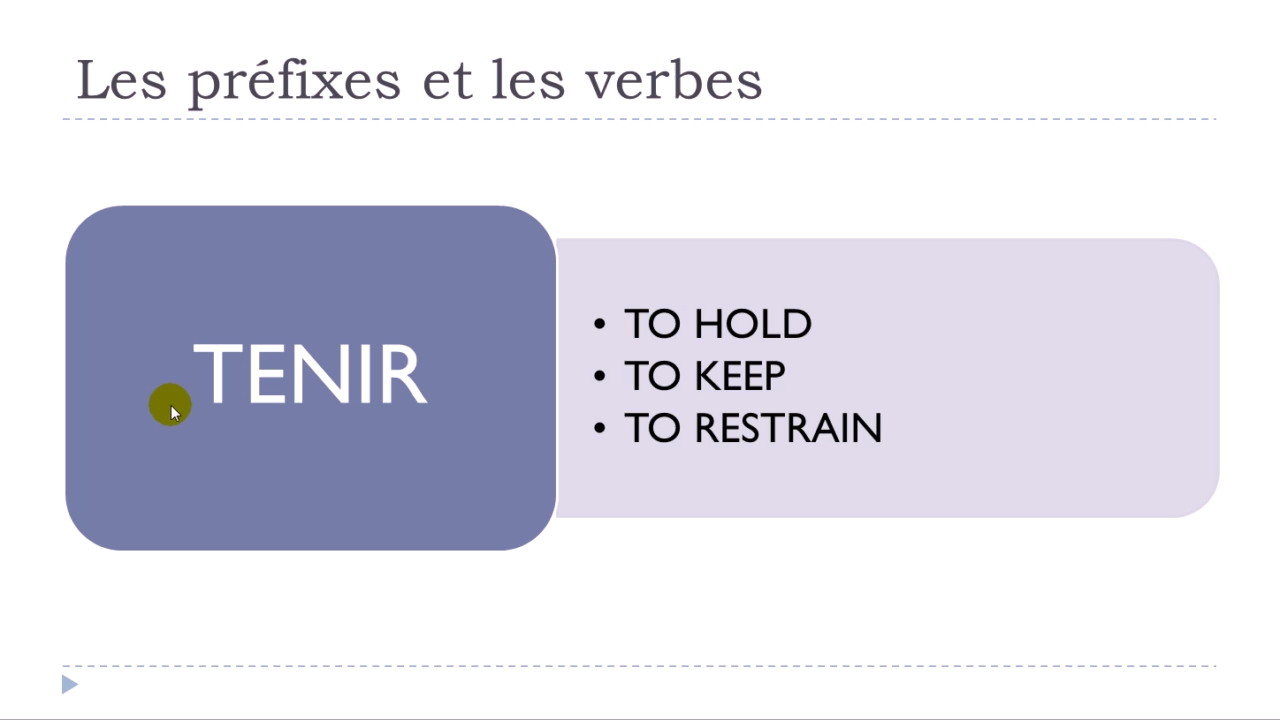 Les préfixes et les verbes
TENIR
• TO HOLD
• TO KEEP
• TO RESTRAIN